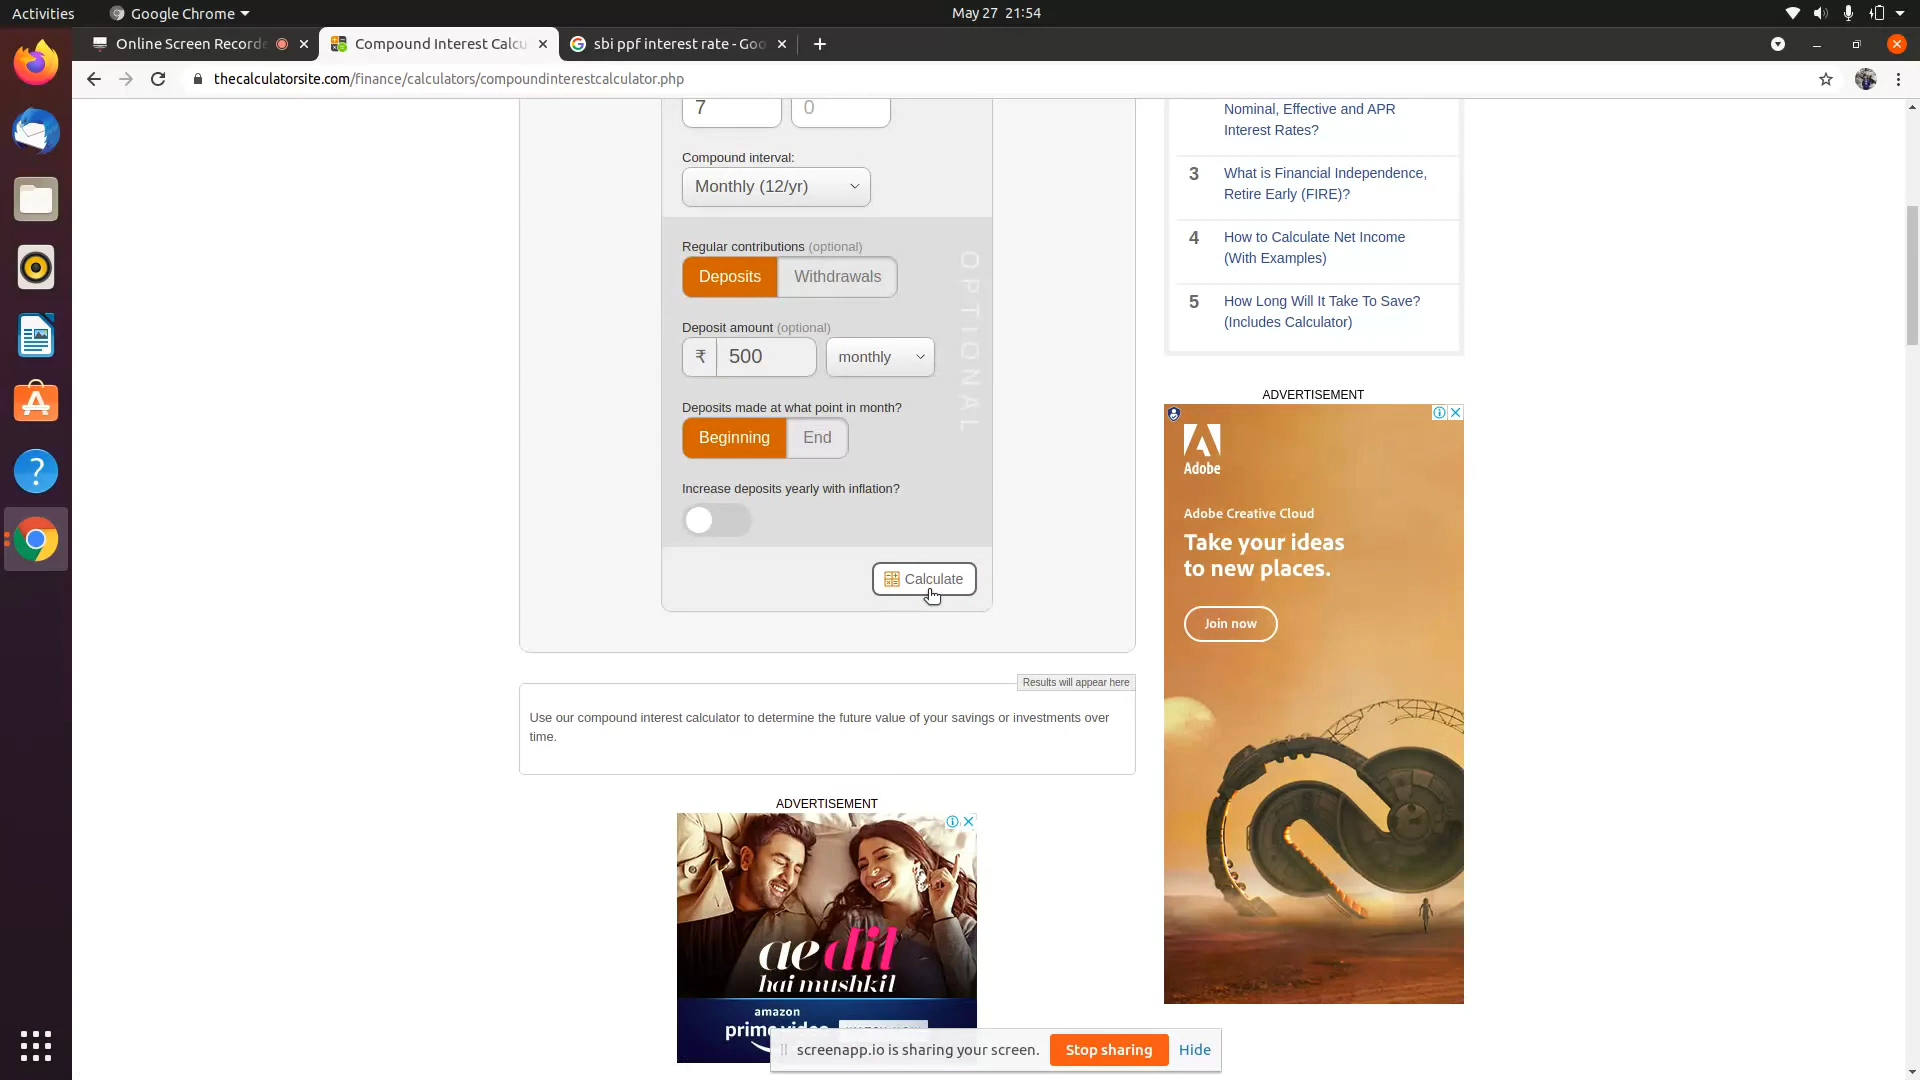 Activities
Google Chrome
May 27 21:54
Online Screen Recorde
Compound Interest Calcu
sbi ppf interest rate - Goo
thecalculatorsite.com/finance/calculators/compoundinterestcalculator.php
7
0
Compound interval:
Monthly (12/yr)
Regular contributions (optional)
Deposits
Withdrawals
OPTIONAL
Deposit amount (optional)
₹
500
monthly
Deposits made at what point in month?
Beginning
End
Increase deposits yearly with inflation?
Calculate
Results will appear here
Use our compound interest calculator to determine the future value of your savings or investments over
time.
ADVERTISEMENT
ae dil
hai mushkil
amazon
prime video
Nominal, Effective and APR
Interest Rates?
3
What is Financial Independence,
Retire Early (FIRE)?
4
How to Calculate Net Income
(With Examples)
5
How Long Will It Take To Save?
(Includes Calculator)
ADVERTISEMENT
Adobe
Adobe Creative Cloud
Take your ideas
to new places.
Join now
screenapp.io is sharing your screen.
Stop sharing
Hide